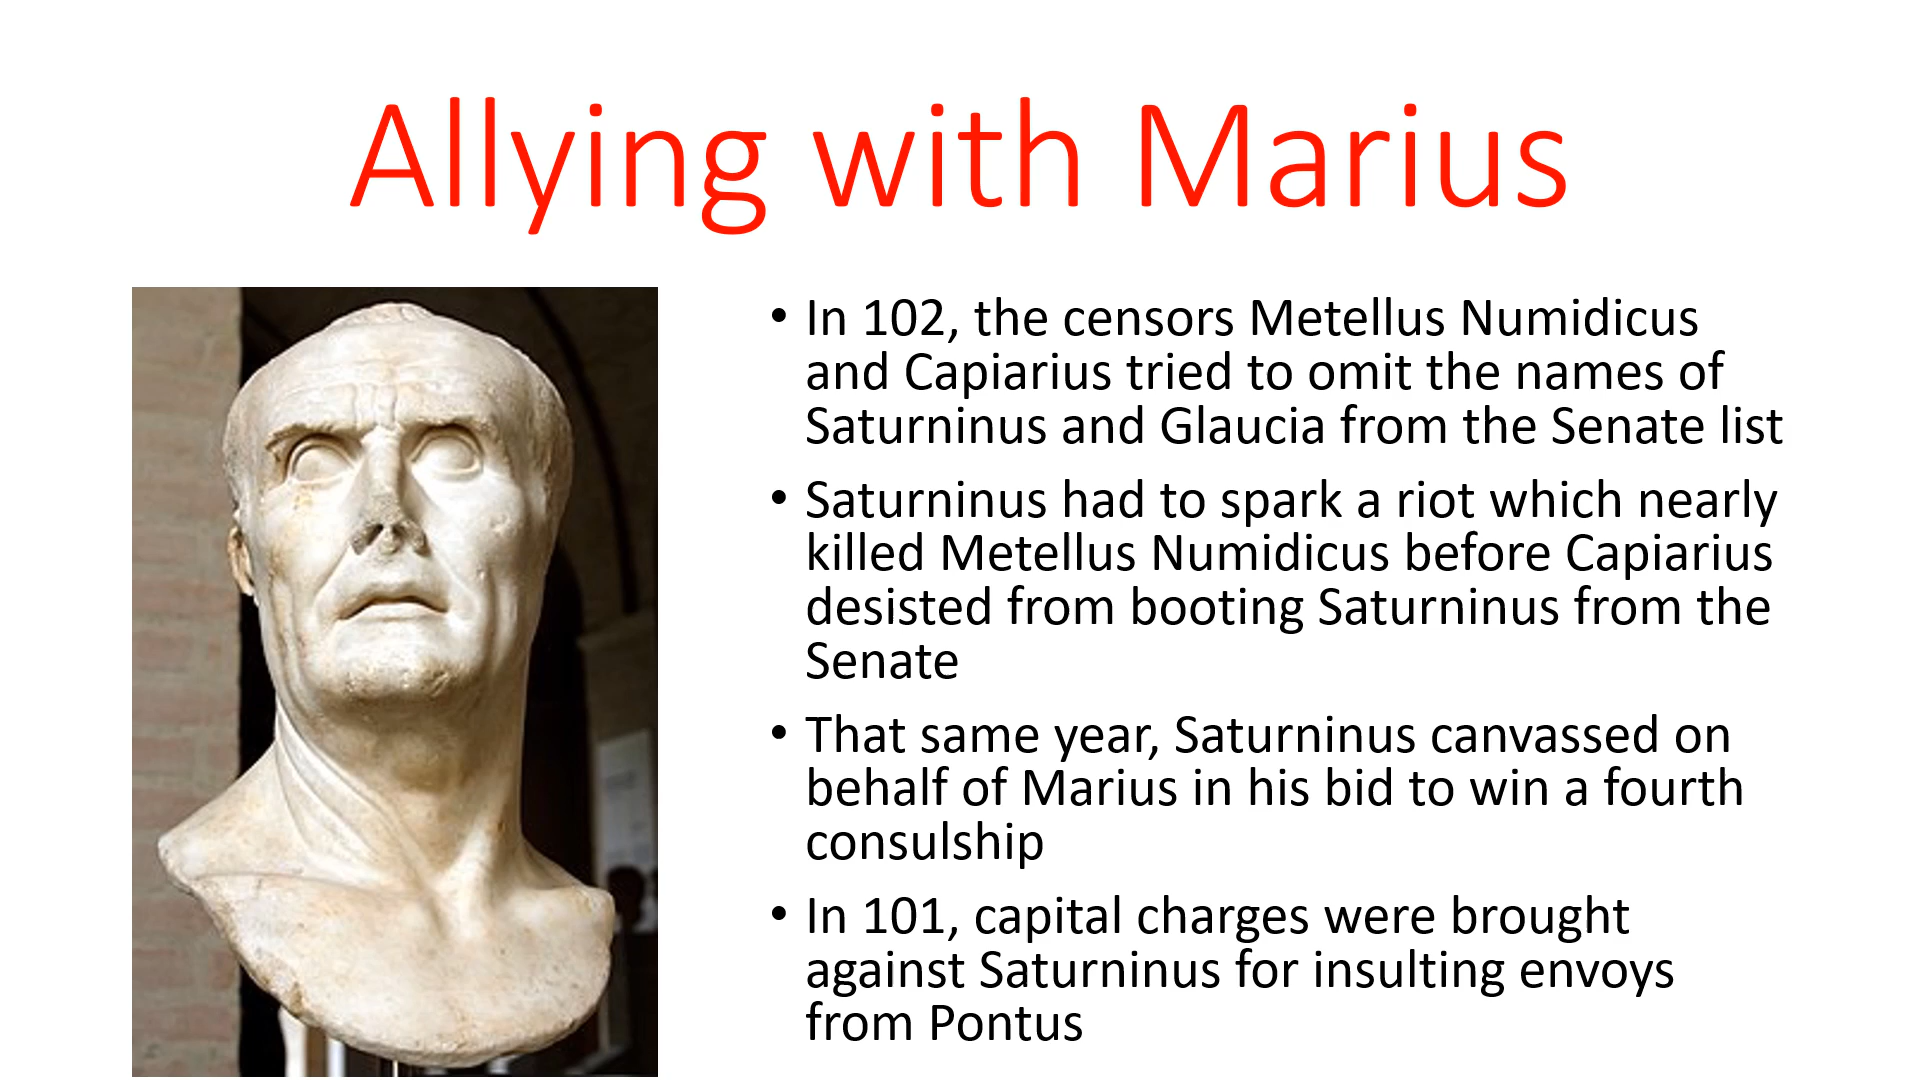 Allying with Marius
• In 102, the censors Metellus Numidicus
and Capiarius tried to omit the names of
Saturninus and Glaucia from the Senate list
• Saturninus had to spark a riot which nearly
killed Metellus Numidicus before Capiarius
desisted from booting Saturninus from the
Senate
• That same year, Saturninus canvassed on
behalf of Marius in his bid to win a fourth
consulship
• In 101, capital charges were brought
against Saturninus for insulting envoys
from Pontus